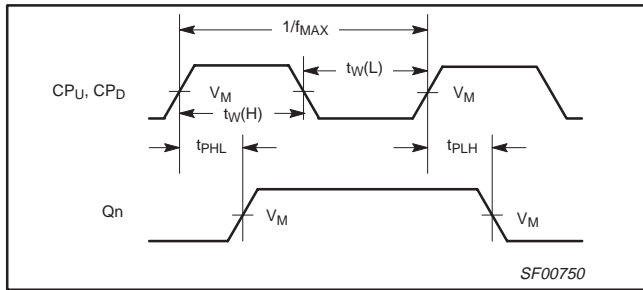 1/fMAX
CPU, CPD
VM
tW(L)
VM
tW(H)
tPHL
tPLH
Qn
VM
VM
SF00750